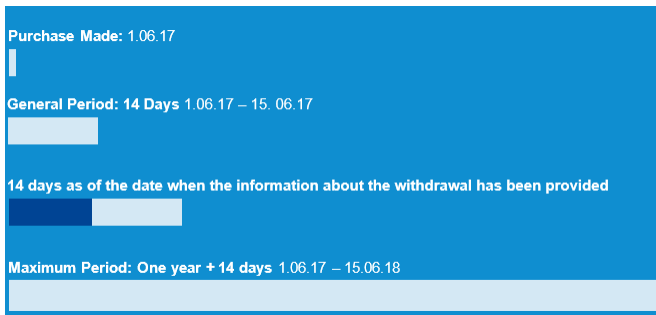 Purchase Made: 1.06.17
General Period: 14 Days 1.06.17 – 15. 06.17
14 days as of the date when the information about the withdrawal has been provided
Maximum Period: One year + 14 days 1.06.17 – 15.06.18